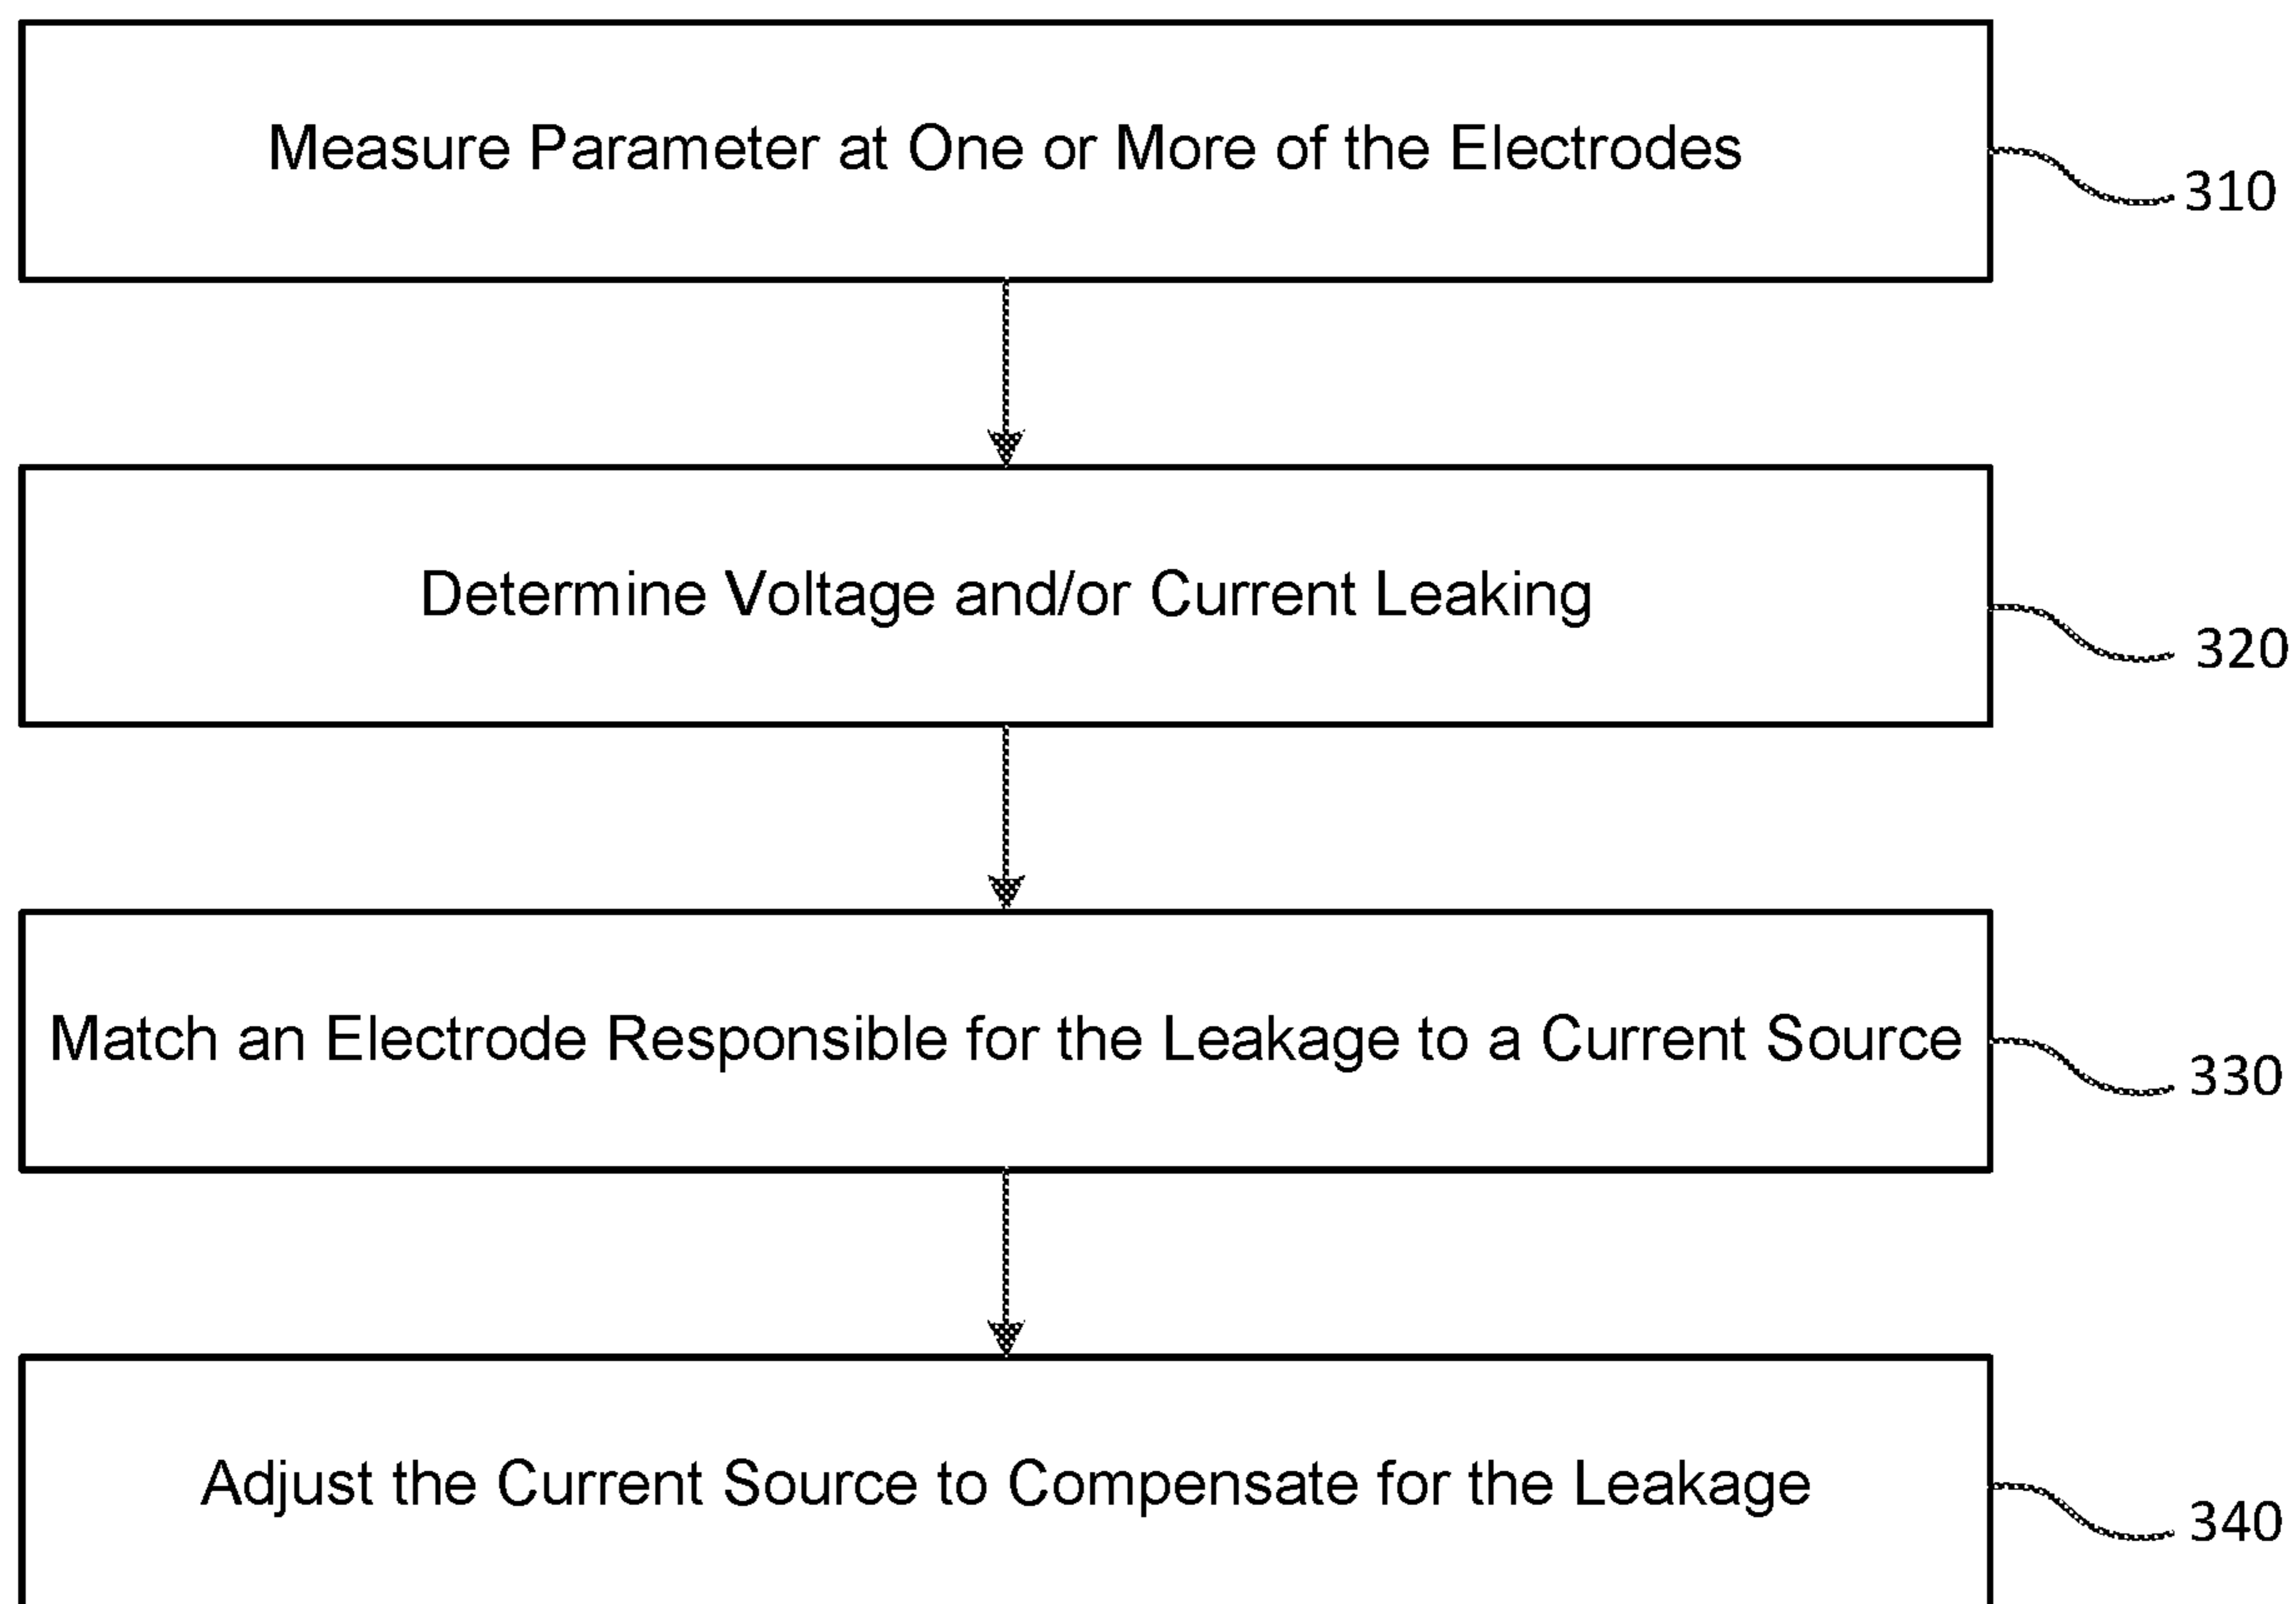 Measure Parameter at One or More of the Electrodes
310
Determine Voltage and/or Current Leaking
320
Match an Electrode Responsible for the Leakage to a Current Source
330
Adjust the Current Source to Compensate for the Leakage
340